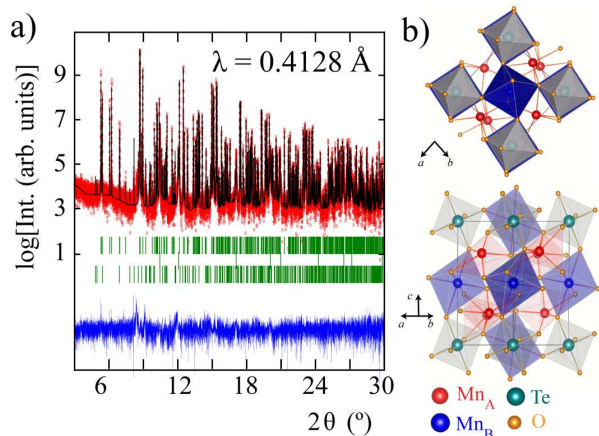 a)
λ = 0.4128 Å
log[Int. (arb. units)]
9
7
5
3
1
6 12 18 24 30
2θ (º)
b)
a b
c
a b
Mn_A Te
Mn_B O